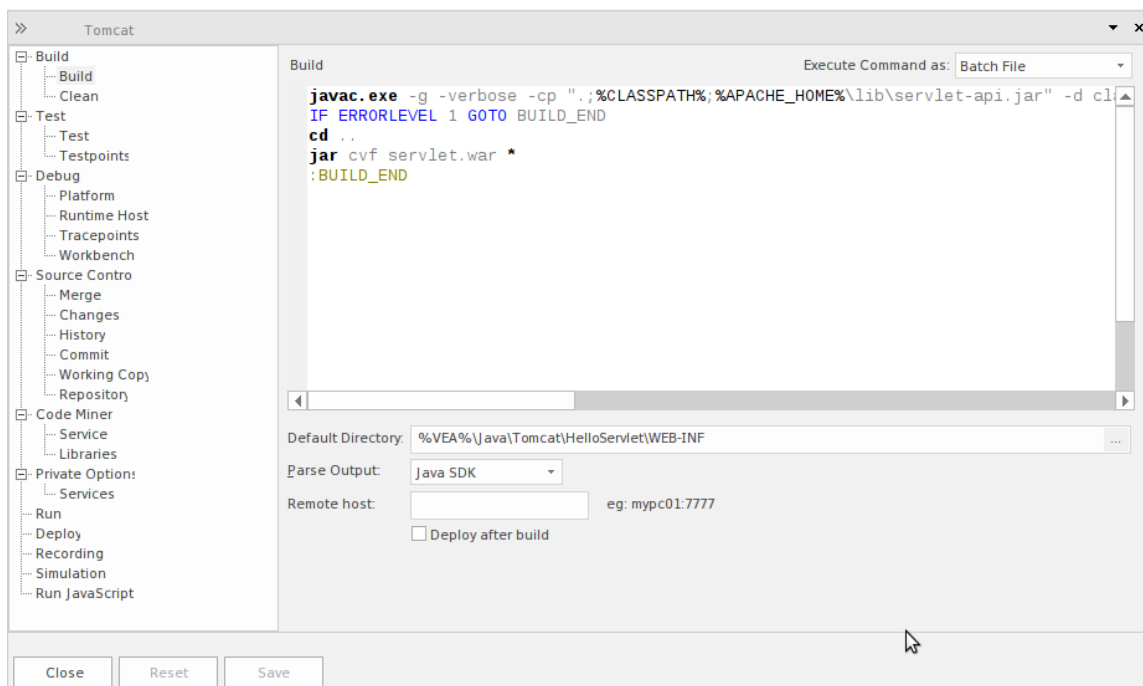 Tomcat
Build
Build
Clean
Test
Test
Testpoints
Debug
Platform
Runtime Host
Tracepoints
Workbench
Source Contro
Merge
Changes
History
Commit
Working Copy
Repository
Code Miner
Service
Libraries
Private Options
Services
Run
Deploy
Recording
Simulation
Run JavaScript
Build
Execute Command as: Batch File
javac.exe -g -verbose -cp ".;%CLASSPATH%;%APACHE_HOME%\lib\servlet-api.jar" -d cla
IF ERRORLEVEL 1 GOTO BUILD_END
cd ..
jar cvf servlet.war *
:BUILD_END
Default Directory: %VEA%\Java\Tomcat\HelloServlet\WEB-INF ...
Parse Output: Java SDK
Remote host: eg: mypc01:7777
Deploy after build
Close Reset Save